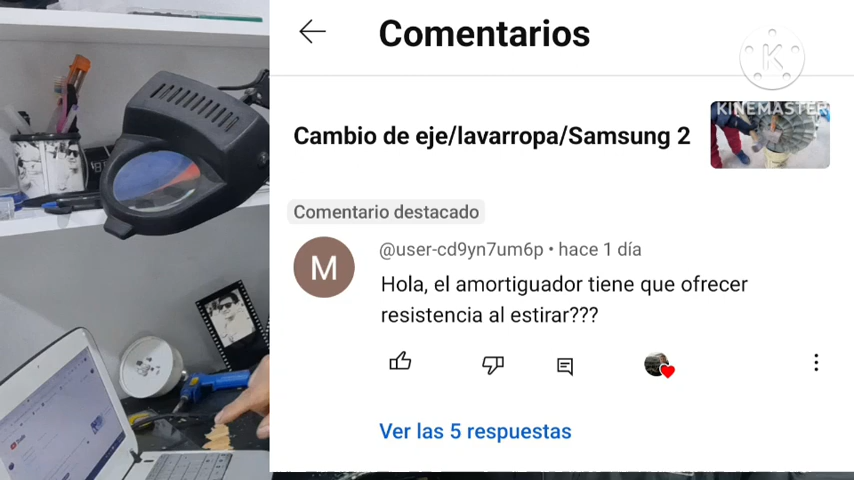 Comentarios
K
KINEMASTER
Cambio de eje/lavarropa/Samsung 2
Comentario destacado
M
@user-cd9yn7um6p • hace 1 día
Hola, el amortiguador tiene que ofrecer
resistencia al estirar???
Ver las 5 respuestas